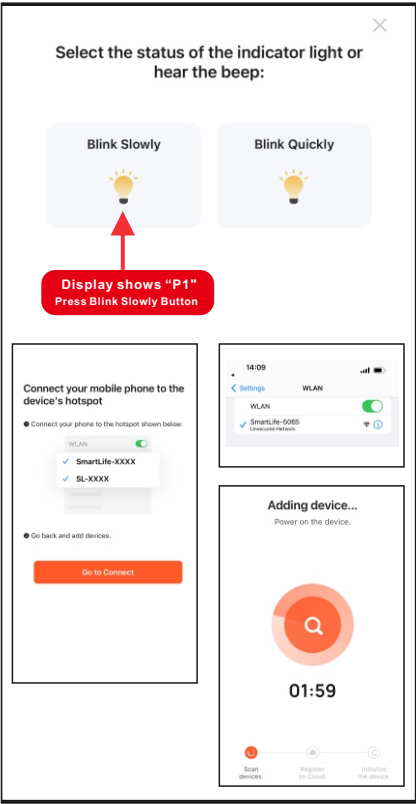 Select the status of the indicator light or
hear the beep:
Blink Slowly
Blink Quickly
Display shows “P1"
Press Blink Slowly Button
Connect your mobile phone to the
device's hotspot
❶ Connect your phone to the hotspot shown below:
WLAN
SmartLife-XXXX
SL-XXXX
❷ Go back and add devices.
Go to Connect
14:09
Settings
WLAN
WLAN
SmartLife-5065
Unsecured Network
Adding device...
Power on the device.
01:59
Scan
devices.
Register
on Cloud.
Initialize
the device.